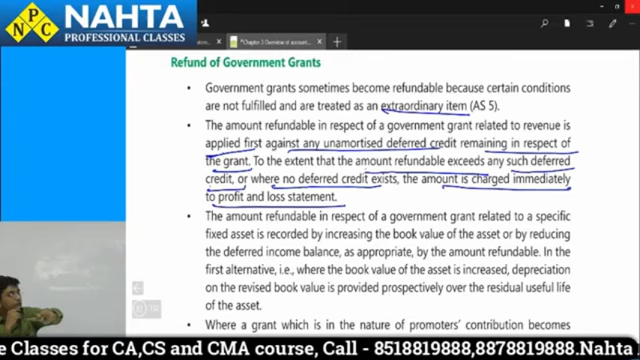 NPC
NAHTA
PROFESSIONAL CLASSES
*Chapter 3 Overview of account
Refund of Government Grants
• Government grants sometimes become refundable because certain conditions
are not fulfilled and are treated as an extraordinary item (AS 5).
• The amount refundable in respect of a government grant related to revenue is
applied first against any unamortised deferred credit remaining in respect of
the grant. To the extent that the amount refundable exceeds any such deferred
credit, or where no deferred credit exists, the amount is charged immediately
to profit and loss statement.
• The amount refundable in respect of a government grant related to a specific
fixed asset is recorded by increasing the book value of the asset or by reducing
the deferred income balance, as appropriate, by the amount refundable. In the
first alternative, i.e., where the book value of the asset is increased, depreciation
on the revised book value is provided prospectively over the residual useful life
of the asset.
• Where a grant which is in the nature of promoters' contribution becomes
e Classes for CA,CS and CMA course, Call - 8518819888,8878819888.Nahta